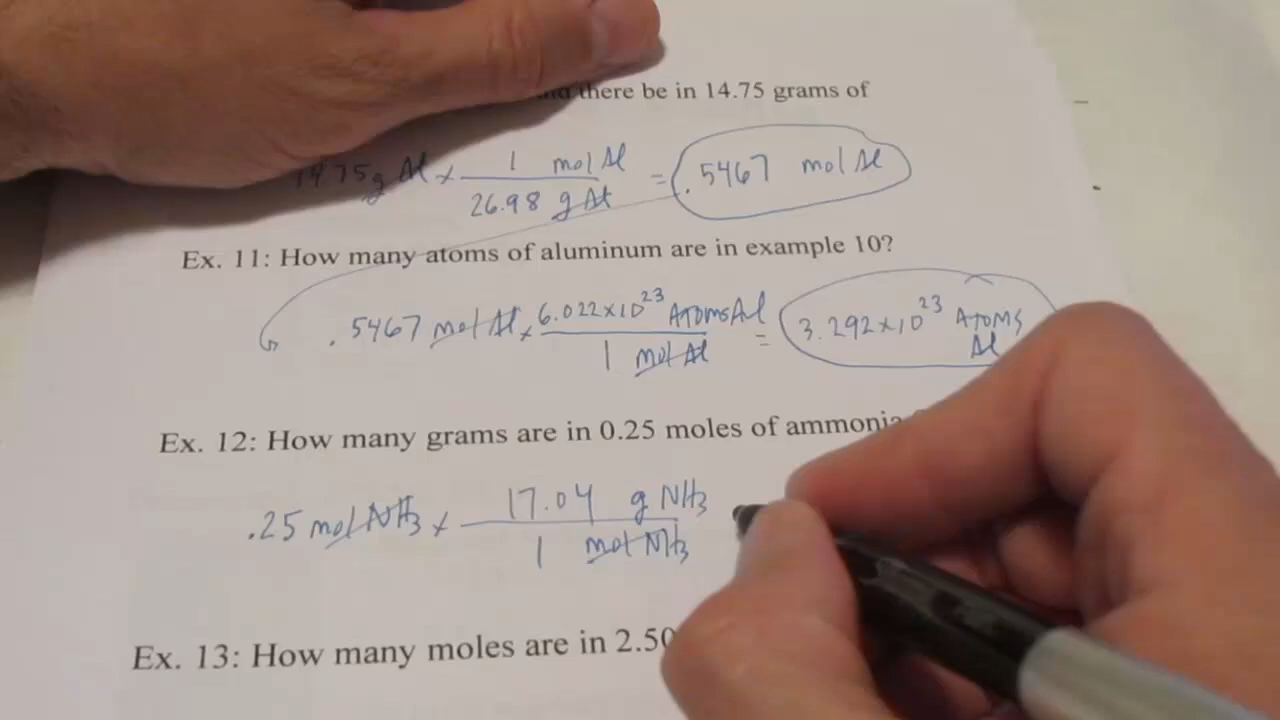 there be in 14.75 grams of
14.75g Al x 1 mol Al / 26.98 g Al = .5467 mol Al
Ex. 11: How many atoms of aluminum are in example 10?
.5467 mol Al x 6.022x10^23 ATOMS Al / 1 mol Al = 3.292x10^23 ATOMS Al
Ex. 12: How many grams are in 0.25 moles of ammonia
.25 mol NH3 x 17.04 g NH3 / 1 mol NH3
Ex. 13: How many moles are in 2.50